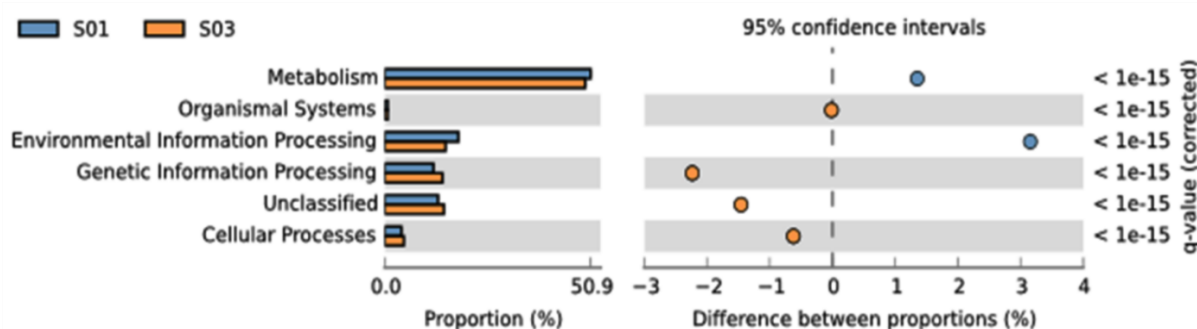 S01 S03 95% confidence intervals
Metabolism < 1e-15
Organismal Systems < 1e-15
Environmental Information Processing < 1e-15
Genetic Information Processing < 1e-15
Unclassified < 1e-15
Cellular Processes < 1e-15
q-value (corrected)
0.0 50.9 −3 −2 −1 0 1 2 3 4
Proportion (%) Difference between proportions (%)